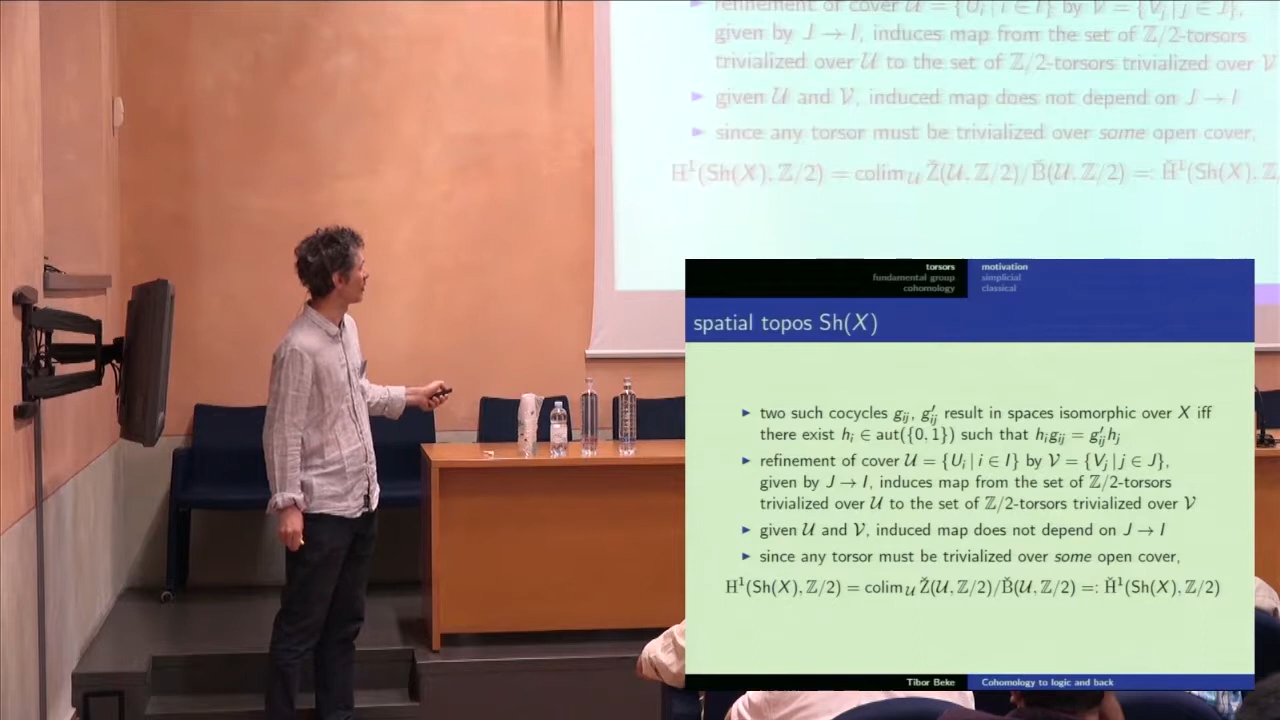 refinement of cover 𝒰 = {U_i | i ∈ I} by 𝒱 = {V_j | j ∈ J},
given by J → I, induces map from the set of ℤ/2-torsors
trivialized over 𝒰 to the set of ℤ/2-torsors trivialized over 𝒱
▶ given 𝒰 and 𝒱, induced map does not depend on J → I
▶ since any torsor must be trivialized over some open cover,
H¹(Sh(X), ℤ/2) = colim_𝒰 Ž(𝒰, ℤ/2)/B̌(𝒰, ℤ/2) =: Ȟ¹(Sh(X), ℤ
torsors motivation
fundamental group simplicial
cohomology classical
spatial topos Sh(X)
▶ two such cocycles g_ij, g′_ij result in spaces isomorphic over X iff
there exist h_i ∈ aut({0, 1}) such that h_i g_ij = g′_ij h_j
▶ refinement of cover 𝒰 = {U_i | i ∈ I} by 𝒱 = {V_j | j ∈ J},
given by J → I, induces map from the set of ℤ/2-torsors
trivialized over 𝒰 to the set of ℤ/2-torsors trivialized over 𝒱
▶ given 𝒰 and 𝒱, induced map does not depend on J → I
▶ since any torsor must be trivialized over some open cover,
H¹(Sh(X), ℤ/2) = colim_𝒰 Ž(𝒰, ℤ/2)/B̌(𝒰, ℤ/2) =: Ȟ¹(Sh(X), ℤ/2)
Tibor Beke Cohomology to logic and back